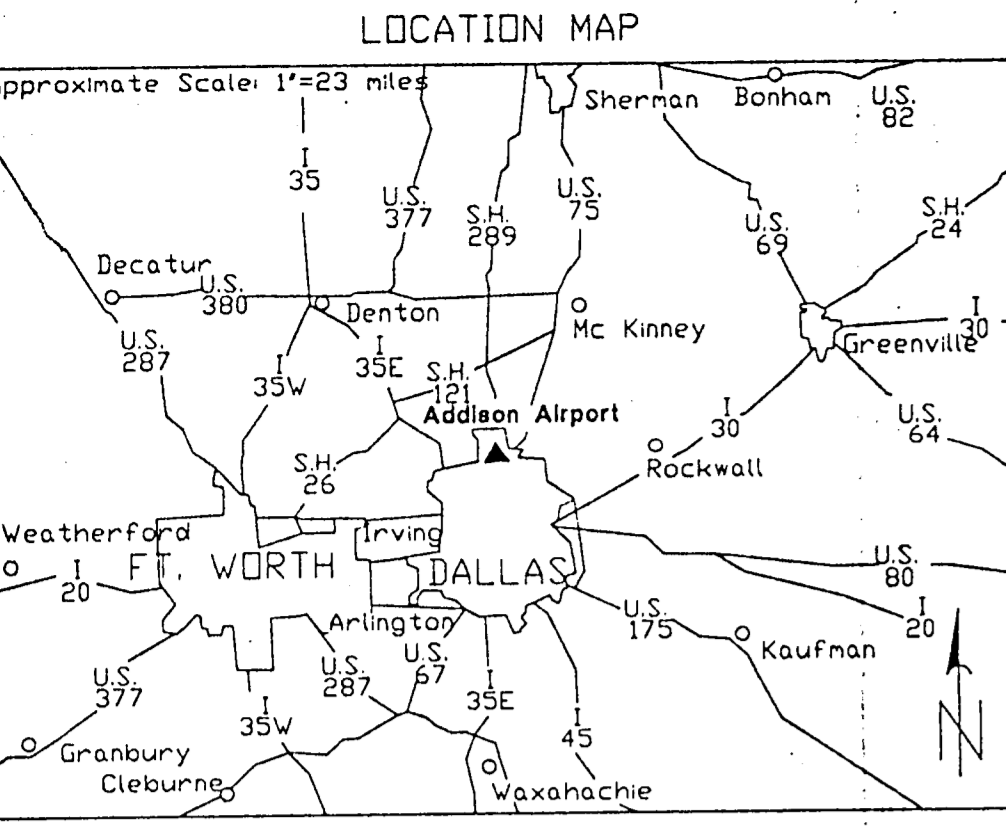 LOCATION MAP
pproximate Scale: 1"=23 miles
Sherman
Bonham
U.S.
82
I
35
U.S.
377
S.H.
289
U.S.
75
U.S.
69
S.H.
24
Decatur
U.S.
380
Denton
Mc Kinney
I
30
Greenville
U.S.
287
I
35W
I
35E
S.H.
121
Addison Airport
I
30
U.S.
64
S.H.
26
Rockwall
Weatherford
Irving
I
20
FT. WORTH
DALLAS
U.S.
80
I
20
Arlington
U.S.
175
Kaufman
U.S.
377
U.S.
287
U.S.
67
I
35E
I
35W
I
45
N
Granbury
Cleburne
Waxahachie